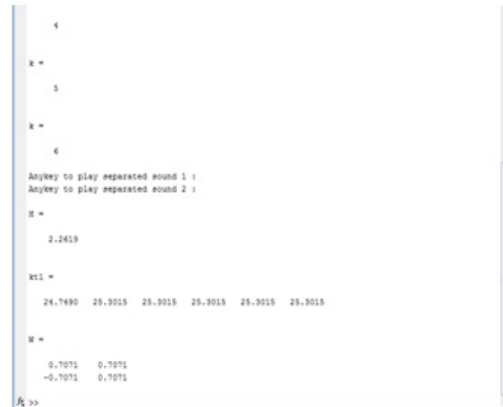 4
k =
5
k =
6
Anykey to play separated sound 1 :
Anykey to play separated sound 2 :
H =
2.2619
kt1 =
24.7490 25.3015 25.3015 25.3015 25.3015 25.3015
W =
0.7071 0.7071
-0.7071 0.7071
fx >>